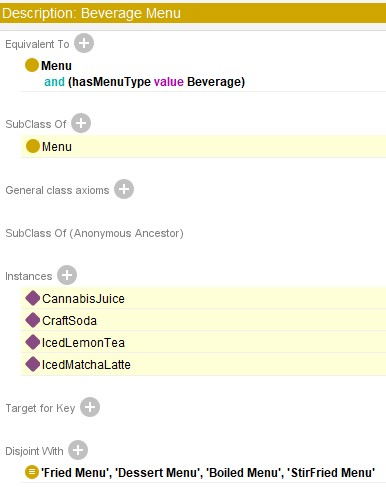 Description: Beverage Menu
Equivalent To
Menu
and (hasMenuType value Beverage)
SubClass Of
Menu
General class axioms
SubClass Of (Anonymous Ancestor)
Instances
CannabisJuice
CraftSoda
IcedLemonTea
IcedMatchaLatte
Target for Key
Disjoint With
'Fried Menu', 'Dessert Menu', 'Boiled Menu', 'StirFried Menu'